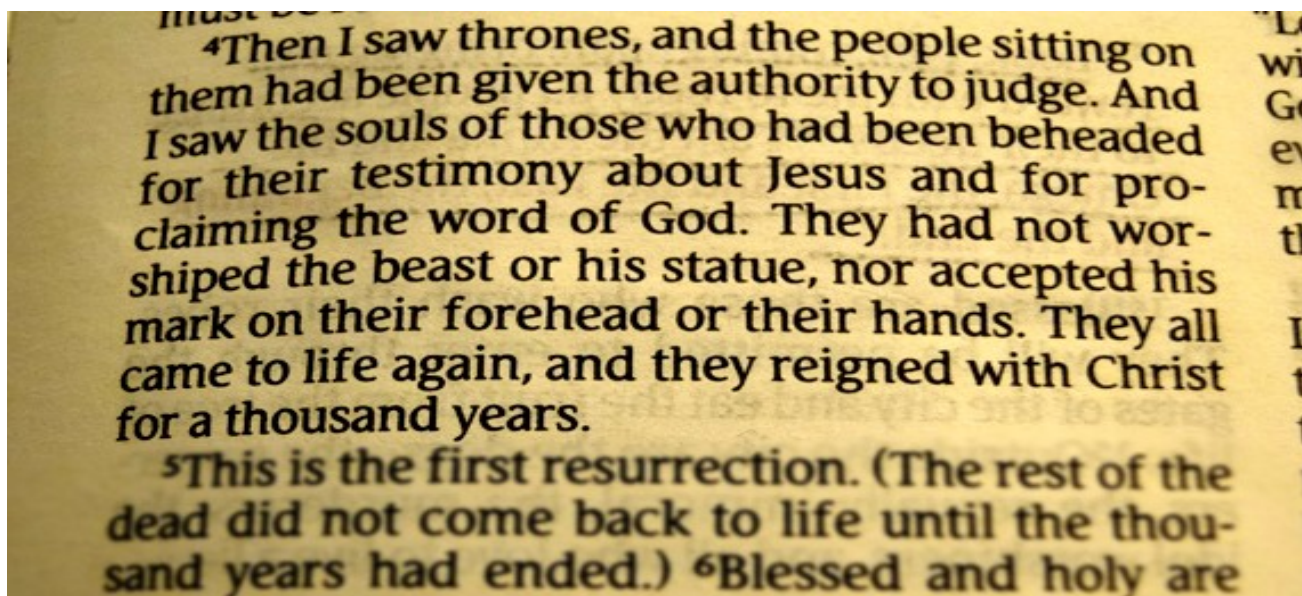 must be
⁴Then I saw thrones, and the people sitting on
them had been given the authority to judge. And
I saw the souls of those who had been beheaded
for their testimony about Jesus and for pro-
claiming the word of God. They had not wor-
shiped the beast or his statue, nor accepted his
mark on their forehead or their hands. They all
came to life again, and they reigned with Christ
for a thousand years.
⁵This is the first resurrection. (The rest of the
dead did not come back to life until the thou-
sand years had ended.) ⁶Blessed and holy are